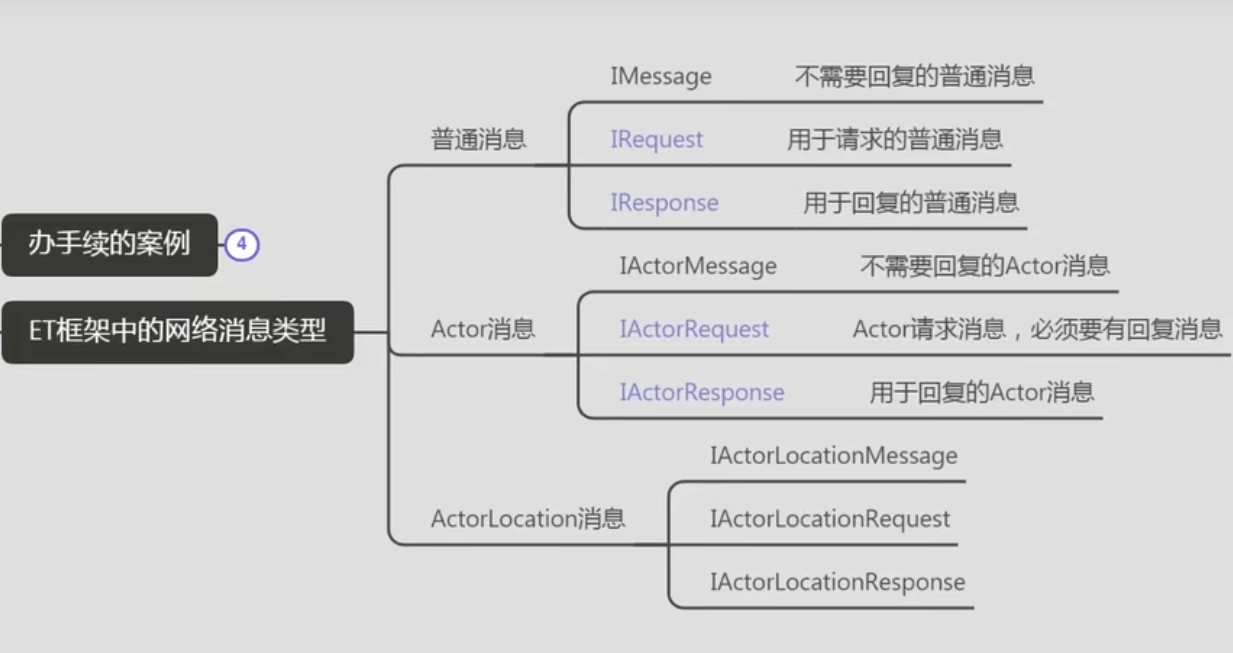 办手续的案例 4
ET框架中的网络消息类型
普通消息
IMessage 不需要回复的普通消息
IRequest 用于请求的普通消息
IResponse 用于回复的普通消息
Actor消息
IActorMessage 不需要回复的Actor消息
IActorRequest Actor请求消息，必须要有回复消息
IActorResponse 用于回复的Actor消息
ActorLocation消息
IActorLocationMessage
IActorLocationRequest
IActorLocationResponse